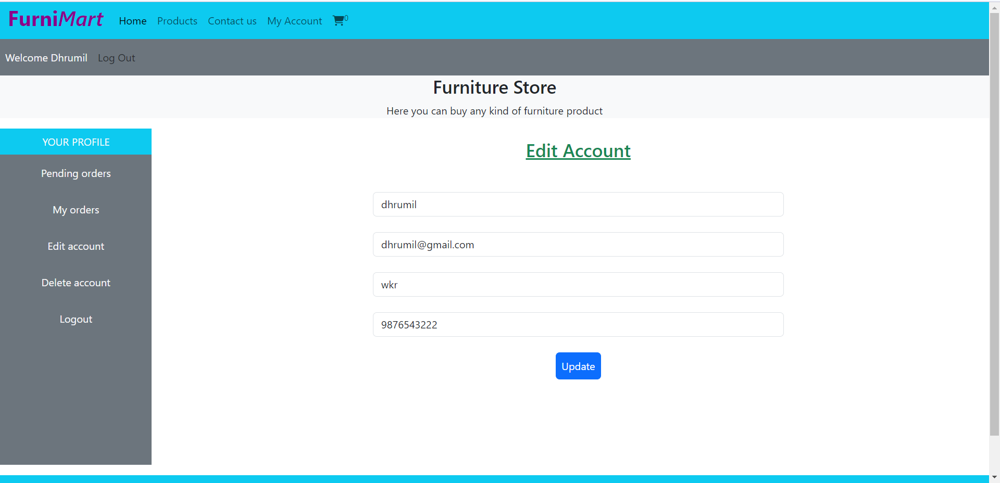 FurniMart Home Products Contact us My Account 0
Welcome Dhrumil Log Out
Furniture Store
Here you can buy any kind of furniture product
YOUR PROFILE
Pending orders
My orders
Edit account
Delete account
Logout
Edit Account
dhrumil
dhrumil@gmail.com
wkr
9876543222
Update